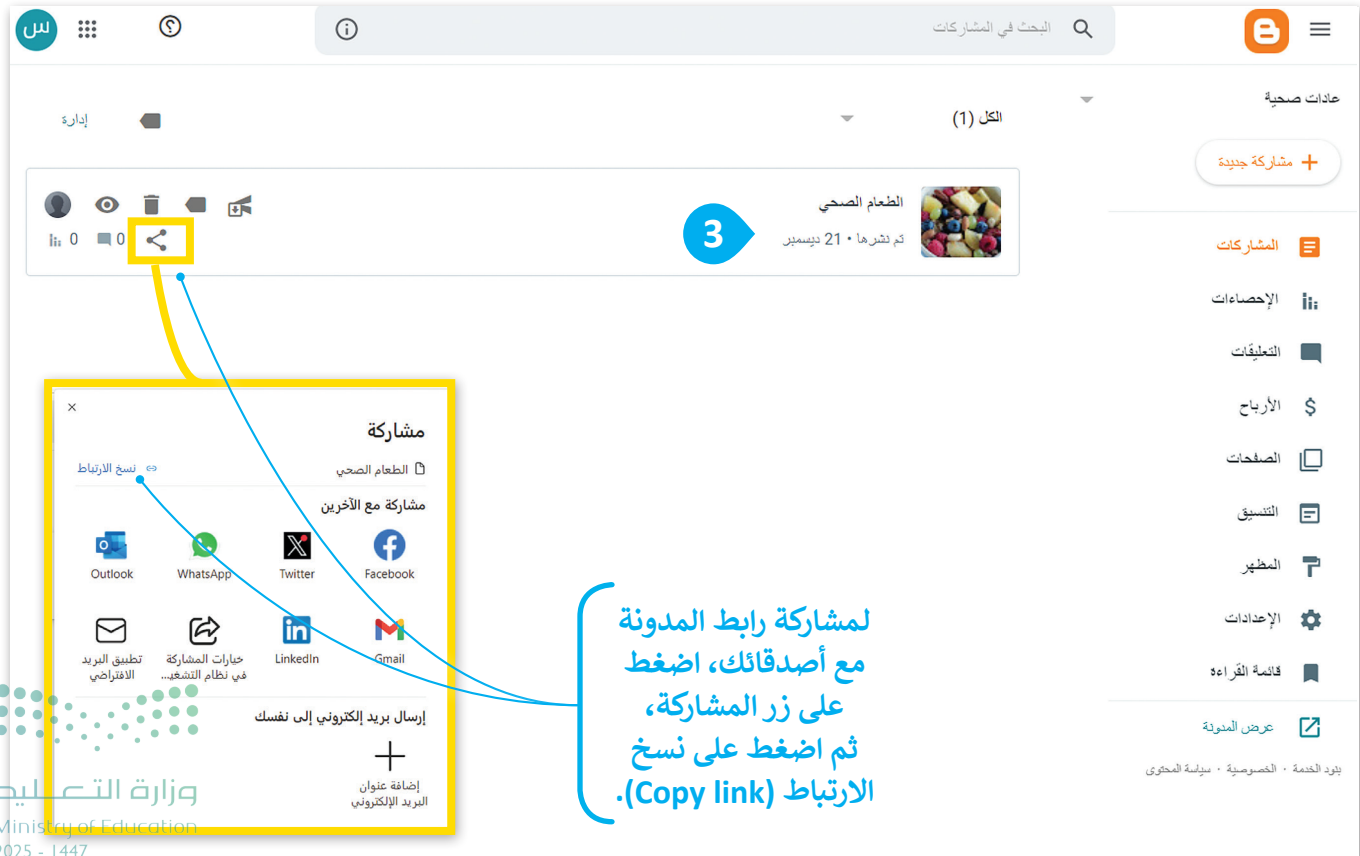 س
البحث في المشاركات
عادات صحية
مشاركة جديدة
المشاركات
الإحصاءات
التعليقات
الأرباح
الصفحات
التنسيق
المظهر
الإعدادات
قائمة القراءة
عرض المدونة
بنود الخدمة · الخصوصية · سياسة المحتوى
الكل (1)
إدارة
الطعام الصحي
تم نشرها • 21 ديسمبر
3
0
0
مشاركة
الطعام الصحي
نسخ الارتباط
مشاركة مع الآخرين
Facebook
Twitter
WhatsApp
Outlook
Gmail
LinkedIn
خيارات المشاركة
في نظام التشغيـ...
تطبيق البريد
الافتراضي
إرسال بريد إلكتروني إلى نفسك
إضافة عنوان
البريد الإلكتروني
لمشاركة رابط المدونة
مع أصدقائك، اضغط
على زر المشاركة،
ثم اضغط على نسخ
الارتباط (Copy link).
وزارة التعليم
Ministry of Education
2025 - 1447